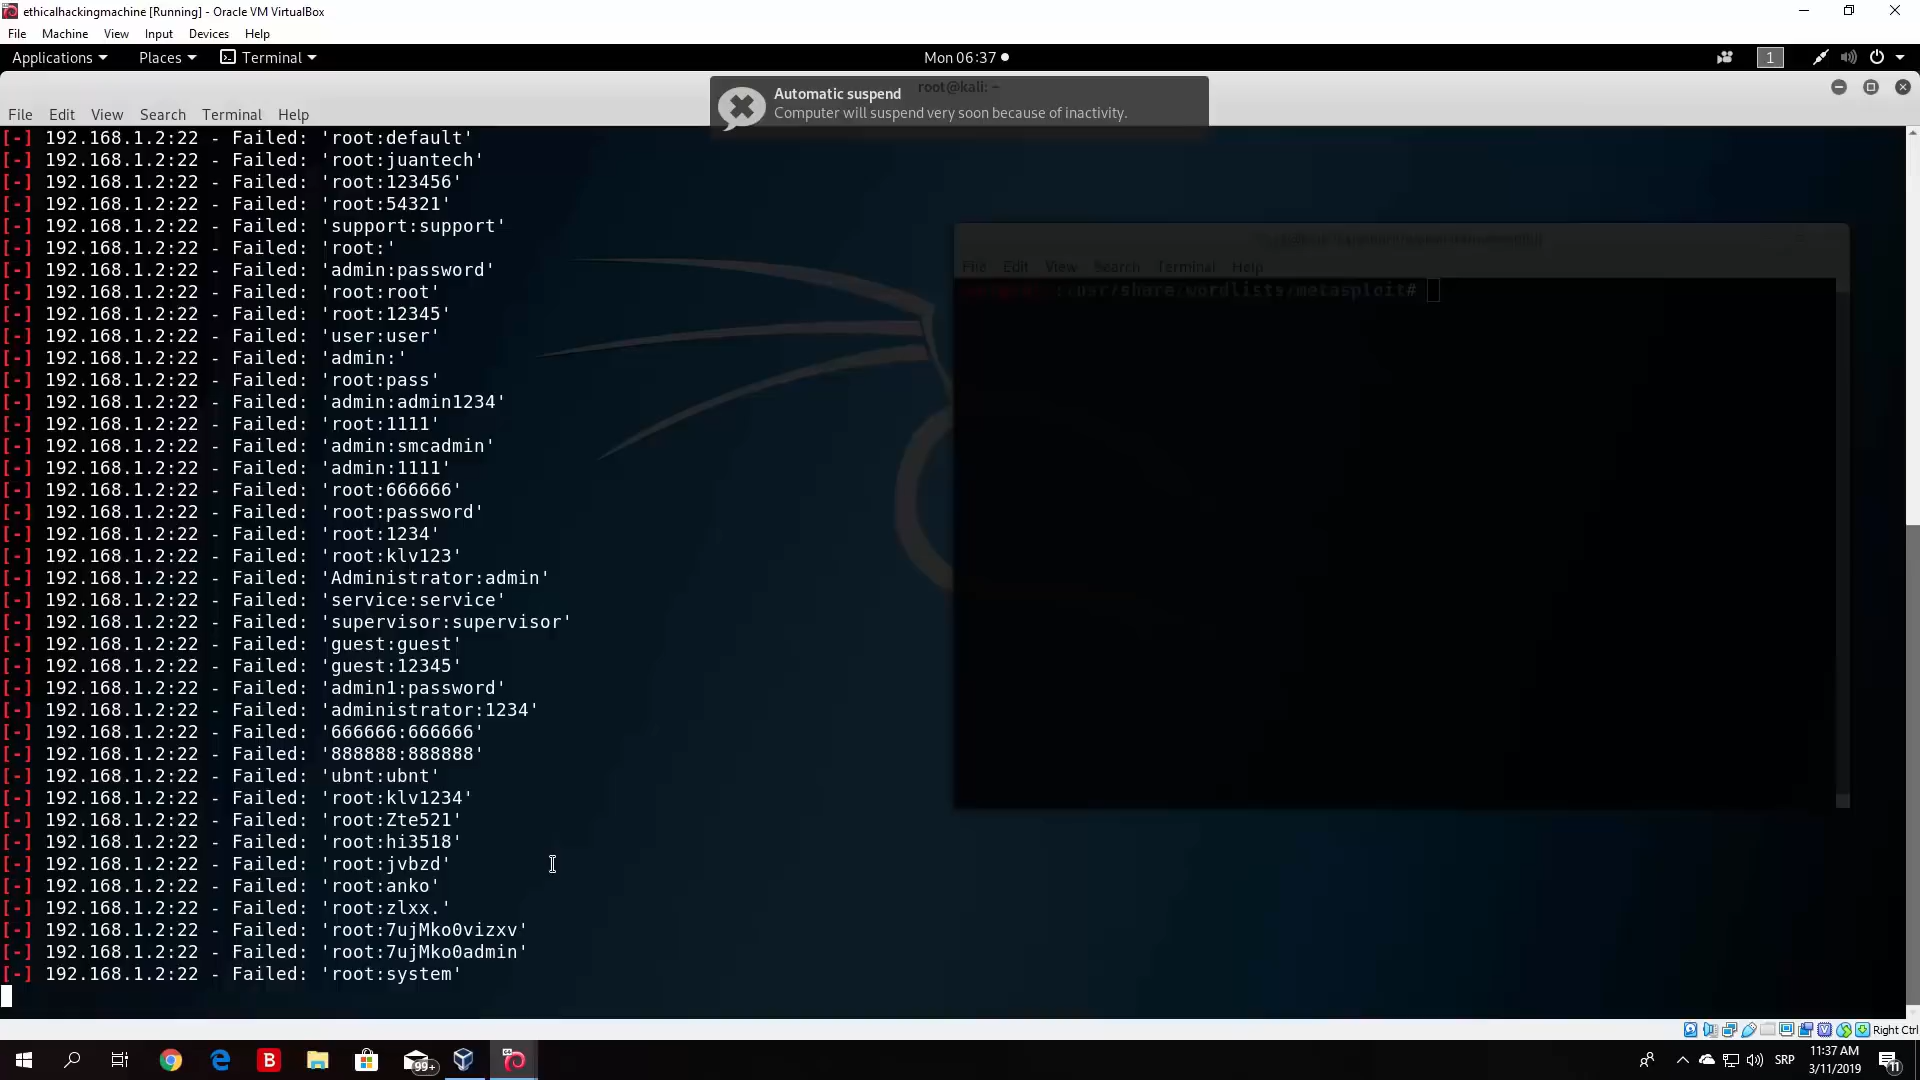 ethicalhackingmachine [Running] - Oracle VM VirtualBox
File Machine View Input Devices Help
Applications Places Terminal Mon 06:37 1
root@kali: ~
Automatic suspend
Computer will suspend very soon because of inactivity.
File Edit View Search Terminal Help
[-] 192.168.1.2:22 - Failed: 'root:default'
[-] 192.168.1.2:22 - Failed: 'root:juantech'
[-] 192.168.1.2:22 - Failed: 'root:123456'
[-] 192.168.1.2:22 - Failed: 'root:54321'
[-] 192.168.1.2:22 - Failed: 'support:support'
[-] 192.168.1.2:22 - Failed: 'root:'
[-] 192.168.1.2:22 - Failed: 'admin:password'
[-] 192.168.1.2:22 - Failed: 'root:root'
[-] 192.168.1.2:22 - Failed: 'root:12345'
[-] 192.168.1.2:22 - Failed: 'user:user'
[-] 192.168.1.2:22 - Failed: 'admin:'
[-] 192.168.1.2:22 - Failed: 'root:pass'
[-] 192.168.1.2:22 - Failed: 'admin:admin1234'
[-] 192.168.1.2:22 - Failed: 'root:1111'
[-] 192.168.1.2:22 - Failed: 'admin:smcadmin'
[-] 192.168.1.2:22 - Failed: 'admin:1111'
[-] 192.168.1.2:22 - Failed: 'root:666666'
[-] 192.168.1.2:22 - Failed: 'root:password'
[-] 192.168.1.2:22 - Failed: 'root:1234'
[-] 192.168.1.2:22 - Failed: 'root:klv123'
[-] 192.168.1.2:22 - Failed: 'Administrator:admin'
[-] 192.168.1.2:22 - Failed: 'service:service'
[-] 192.168.1.2:22 - Failed: 'supervisor:supervisor'
[-] 192.168.1.2:22 - Failed: 'guest:guest'
[-] 192.168.1.2:22 - Failed: 'guest:12345'
[-] 192.168.1.2:22 - Failed: 'admin1:password'
[-] 192.168.1.2:22 - Failed: 'administrator:1234'
[-] 192.168.1.2:22 - Failed: '666666:666666'
[-] 192.168.1.2:22 - Failed: '888888:888888'
[-] 192.168.1.2:22 - Failed: 'ubnt:ubnt'
[-] 192.168.1.2:22 - Failed: 'root:klv1234'
[-] 192.168.1.2:22 - Failed: 'root:Zte521'
[-] 192.168.1.2:22 - Failed: 'root:hi3518'
[-] 192.168.1.2:22 - Failed: 'root:jvbzd'
[-] 192.168.1.2:22 - Failed: 'root:anko'
[-] 192.168.1.2:22 - Failed: 'root:zlxx.'
[-] 192.168.1.2:22 - Failed: 'root:7ujMko0vizxv'
[-] 192.168.1.2:22 - Failed: 'root:7ujMko0admin'
[-] 192.168.1.2:22 - Failed: 'root:system'
File Edit View Search Terminal Help
:/usr/share/wordlists/metasploit#
Right Ctrl
99+
SRP
11:37 AM
3/11/2019
11